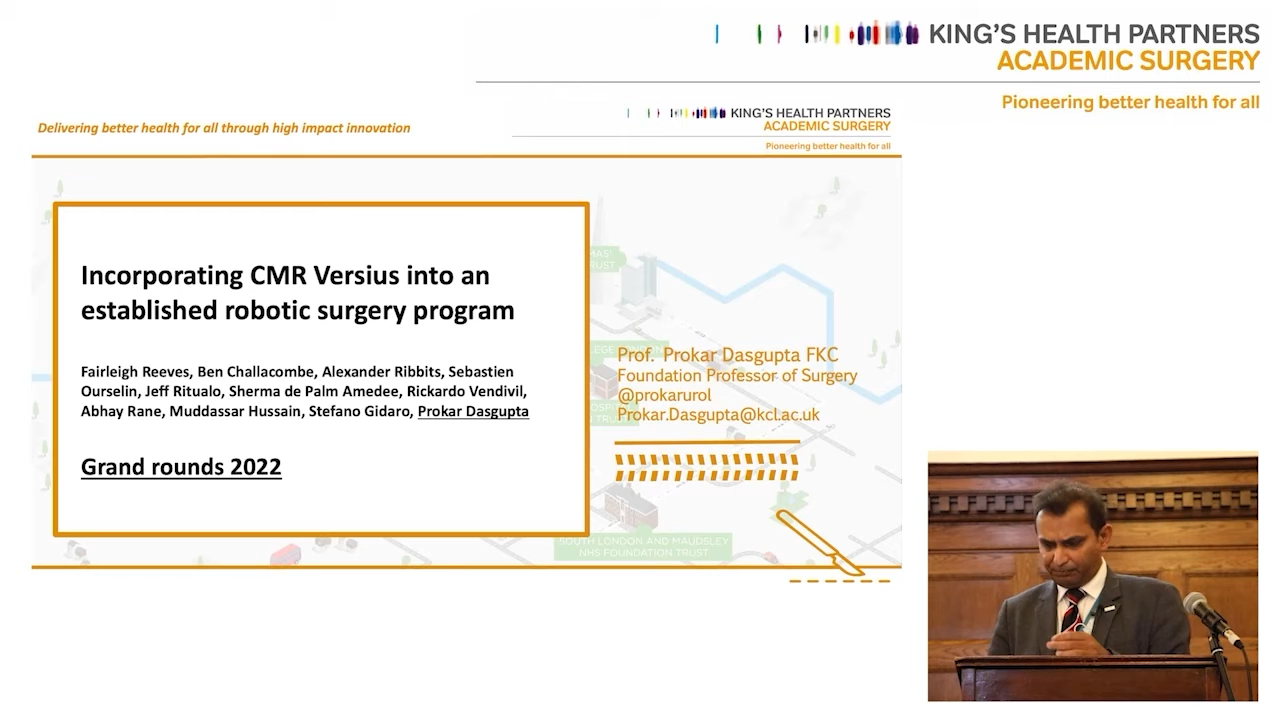 KING'S HEALTH PARTNERS
ACADEMIC SURGERY
Pioneering better health for all
Delivering better health for all through high impact innovation
KING'S HEALTH PARTNERS
ACADEMIC SURGERY
Pioneering better health for all
Incorporating CMR Versius into an
established robotic surgery program
Fairleigh Reeves, Ben Challacombe, Alexander Ribbits, Sebastien
Ourselin, Jeff Ritualo, Sherma de Palm Amedee, Rickardo Vendivil,
Abhay Rane, Muddassar Hussain, Stefano Gidaro, Prokar Dasgupta
Grand rounds 2022
Prof. Prokar Dasgupta FKC
Foundation Professor of Surgery
@prokarurol
Prokar.Dasgupta@kcl.ac.uk
SOUTH LONDON AND MAUDSLEY
NHS FOUNDATION TRUST